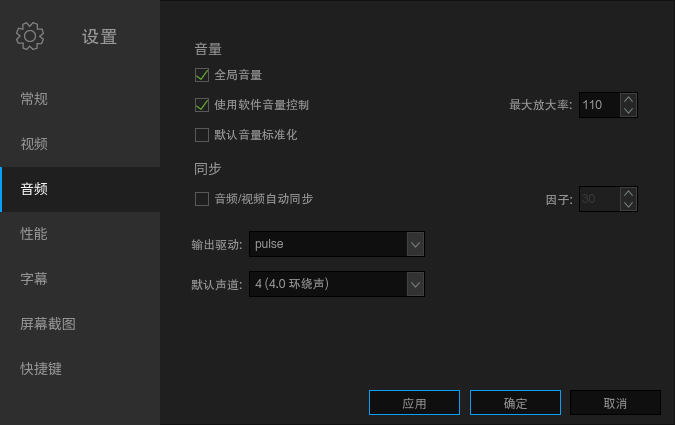 设置
常规
视频
音频
性能
字幕
屏幕截图
快捷键
音量
全局音量
使用软件音量控制 最大放大率: 110
默认音量标准化
同步
音频/视频自动同步 因子: 30
输出驱动: pulse
默认声道: 4 (4.0 环绕声)
应用 确定 取消